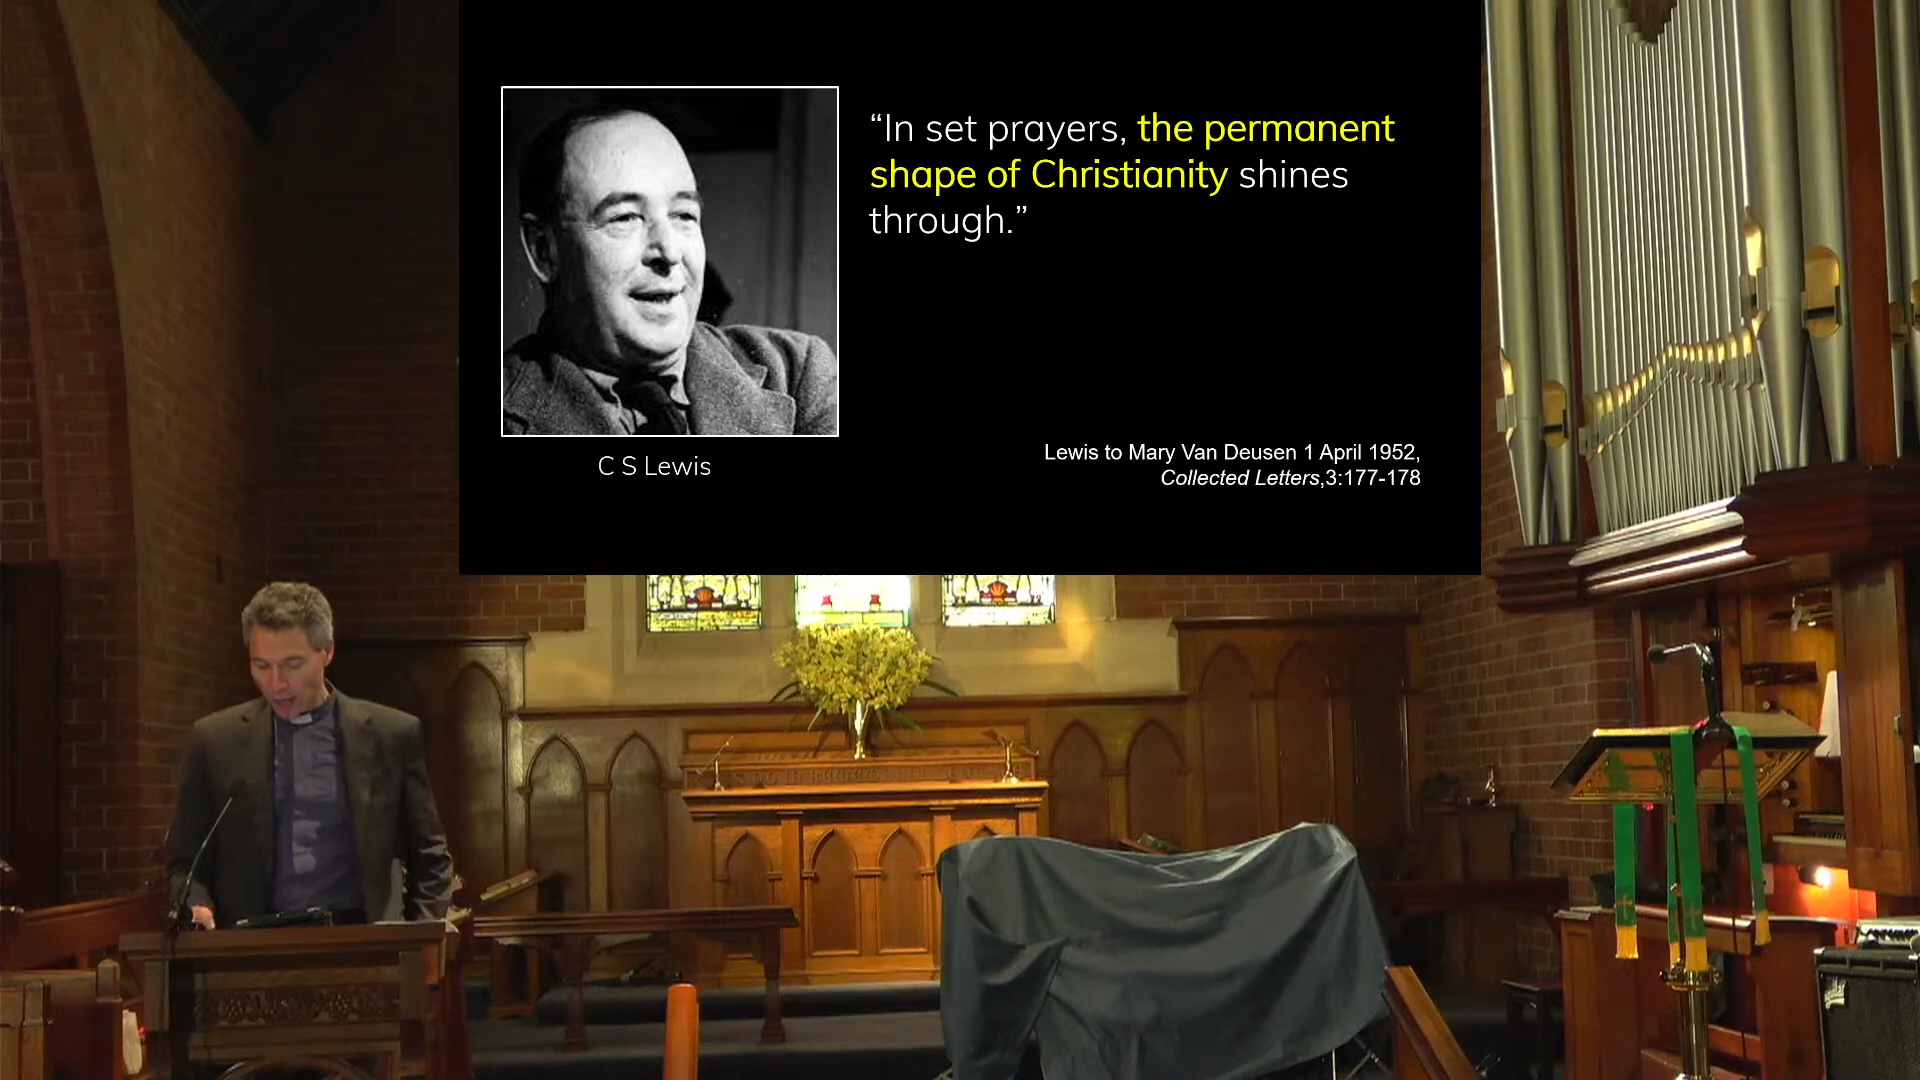 “In set prayers, the permanent
shape of Christianity shines
through.”
C S Lewis
Lewis to Mary Van Deusen 1 April 1952,
Collected Letters,3:177-178